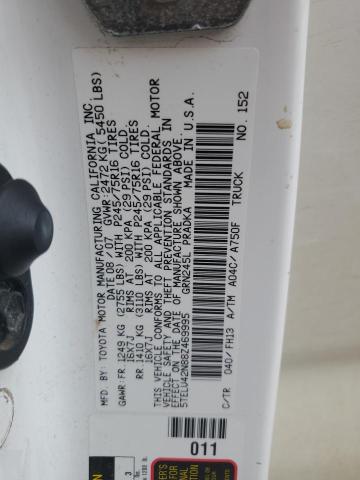 MFD. BY: TOYOTA MOTOR MANUFACTURING CALIFORNIA, INC.
DATE 08/07 GVWR: 2472 KG ( 5450 LBS)
GAWR: FR. 1249 KG (2755 LBS) WITH P245/75R16 TIRES
16X7J RIMS AT 200 KPA (29 PSI) COLD.
RR. 1410 KG (3110 LBS) WITH P245/75R16 TIRES
16X7J RIMS AT 200 KPA (29 PSI) COLD.
THIS VEHICLE CONFORMS TO ALL APPLICABLE FEDERAL MOTOR
VEHICLE SAFETY AND THEFT PREVENTION STANDARDS IN
EFFECT ON THE DATE OF MANUFACTURE SHOWN ABOVE.
5TELU42N88Z469995 GRN245L PRADKA MADE IN U.S.A.
TRUCK
C/TR 040/FH13 A/TM A04C/A750F
NO. 152
011